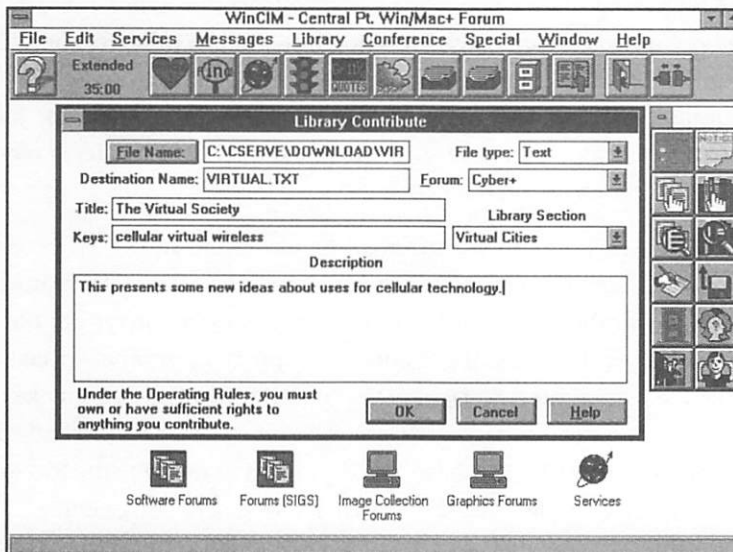 WinCIM - Central Pt. Win/Mac+ Forum
File Edit Services Messages Library Conference Special Window Help
Extended
35:00
QUOTES
Library Contribute
File Name: C:\CSERVE\DOWNLOAD\VIR File type: Text
Destination Name: VIRTUAL.TXT Forum: Cyber+
Title: The Virtual Society Library Section
Keys: cellular virtual wireless Virtual Cities
Description
This presents some new ideas about uses for cellular technology.
Under the Operating Rules, you must
own or have sufficient rights to
anything you contribute.
OK Cancel Help
Software Forums Forums (SIGS) Image Collection Forums Graphics Forums Services